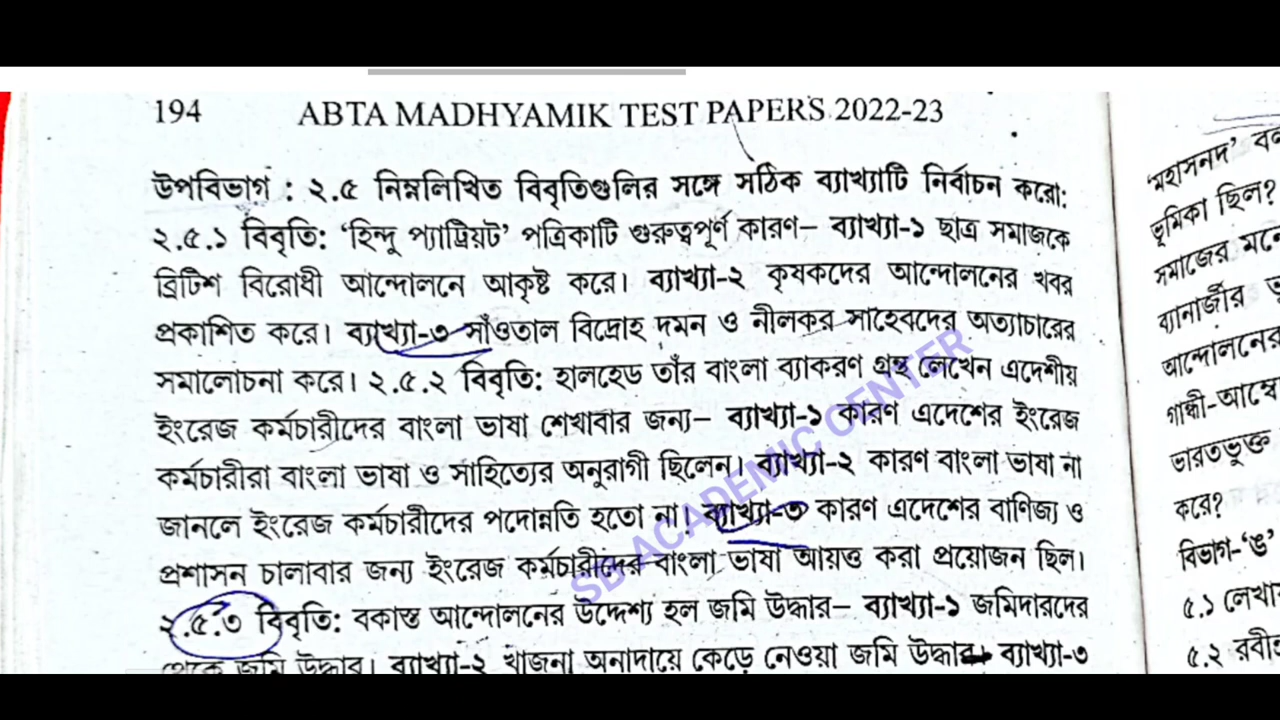 194 ABTA MADHYAMIK TEST PAPERS 2022-23
উপবিভাগ : ২.৫ নিম্নলিখিত বিবৃতিগুলির সঙ্গে সঠিক ব্যাখ্যাটি নির্বাচন করো:
২.৫.১ বিবৃতি: ‘হিন্দু প্যাট্রিয়ট’ পত্রিকাটি গুরুত্বপূর্ণ কারণ– ব্যাখ্যা-১ ছাত্র সমাজকে
ব্রিটিশ বিরোধী আন্দোলনে আকৃষ্ট করে। ব্যাখ্যা-২ কৃষকদের আন্দোলনের খবর
প্রকাশিত করে। ব্যাখ্যা-৩ সাঁওতাল বিদ্রোহ দমন ও নীলকর সাহেবদের অত্যাচারের
সমালোচনা করে। ২.৫.২ বিবৃতি: হালহেড তাঁর বাংলা ব্যাকরণ গ্রন্থ লেখেন এদেশীয়
ইংরেজ কর্মচারীদের বাংলা ভাষা শেখাবার জন্য– ব্যাখ্যা-১ কারণ এদেশের ইংরেজ
কর্মচারীরা বাংলা ভাষা ও সাহিত্যের অনুরাগী ছিলেন। ব্যাখ্যা-২ কারণ বাংলা ভাষা না
জানলে ইংরেজ কর্মচারীদের পদোন্নতি হতো না। ব্যাখ্যা-৩ কারণ এদেশের বাণিজ্য ও
প্রশাসন চালাবার জন্য ইংরেজ কর্মচারীদের বাংলা ভাষা আয়ত্ত করা প্রয়োজন ছিল।
২.৫.৩ বিবৃতি: বকাস্ত আন্দোলনের উদ্দেশ্য হল জমি উদ্ধার– ব্যাখ্যা-১ জমিদারদের
থেকে জমি উদ্ধার। ব্যাখ্যা-২ খাজনা অনাদায়ে কেড়ে নেওয়া জমি উদ্ধার। ব্যাখ্যা-৩
SB ACADEMIC CENTER
‘মহাসনদ’
ভূমিকা ছিল?
সমাজের মনে
ব্যানার্জীর
আন্দোলনের
ভারতভুক্ত
করে?
বিভাগ-‘ঙ’
৫.১
৫.২